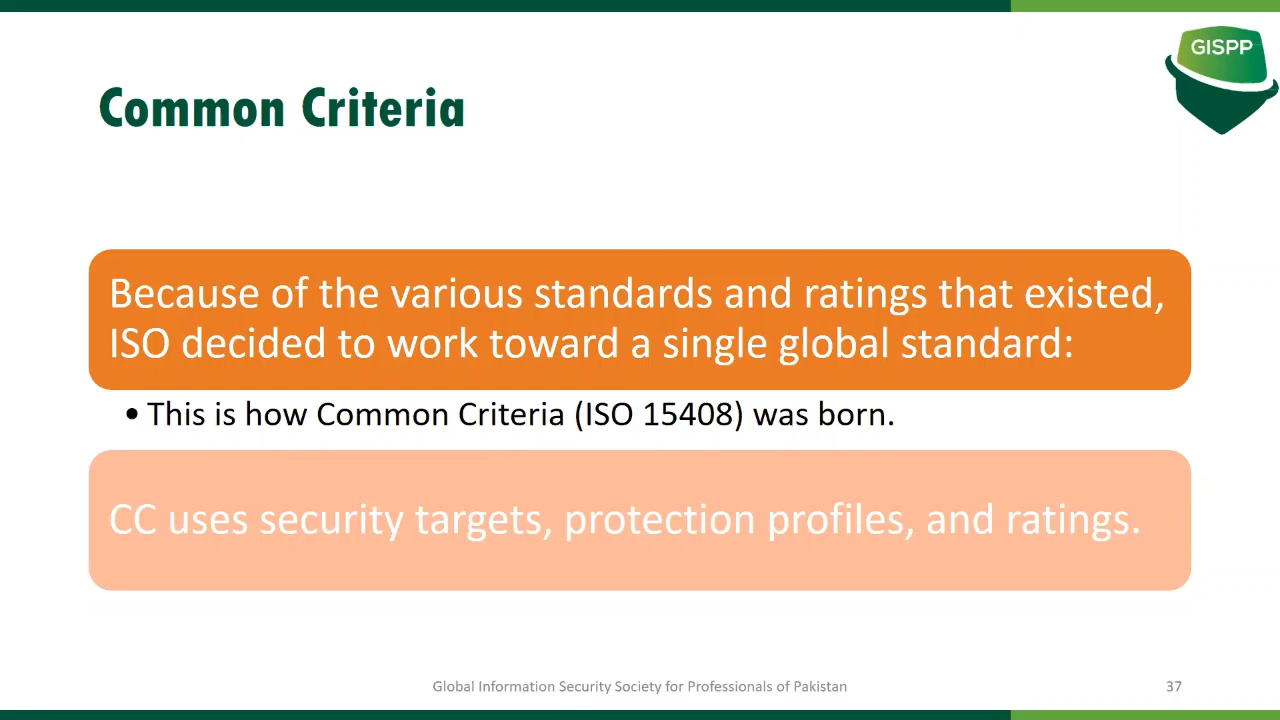 GISPP
Common Criteria
Because of the various standards and ratings that existed,
ISO decided to work toward a single global standard:
• This is how Common Criteria (ISO 15408) was born.
CC uses security targets, protection profiles, and ratings.
Global Information Security Society for Professionals of Pakistan
37